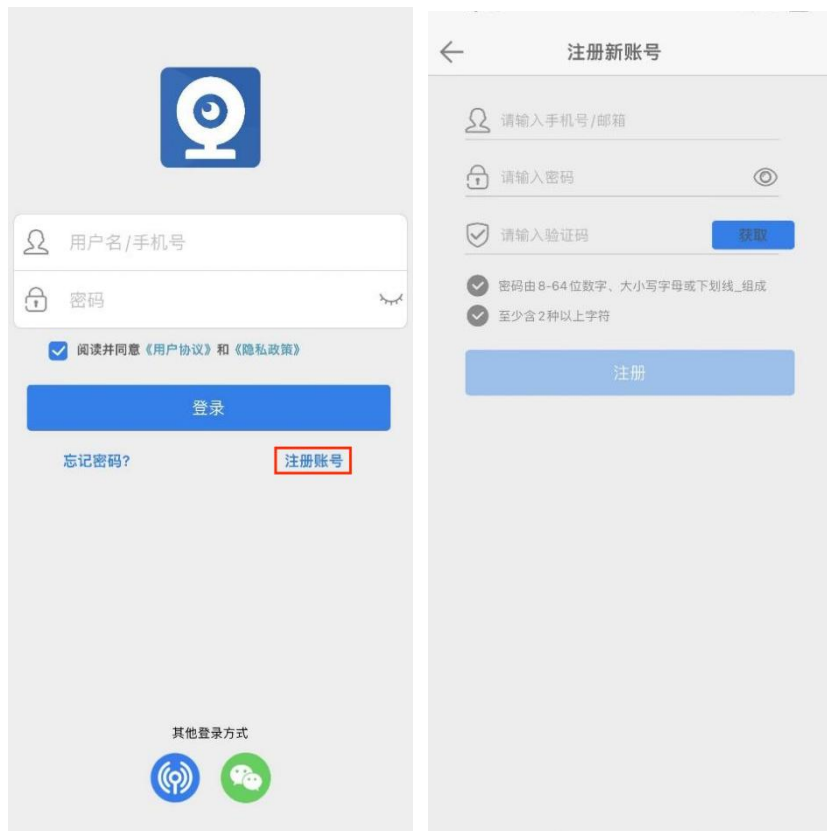 用户名/手机号
密码
阅读并同意《用户协议》和《隐私政策》
登录
忘记密码?
注册账号
其他登录方式
注册新账号
请输入手机号/邮箱
请输入密码
请输入验证码
获取
密码由8-64位数字、大小写字母或下划线_组成
至少含2种以上字符
注册